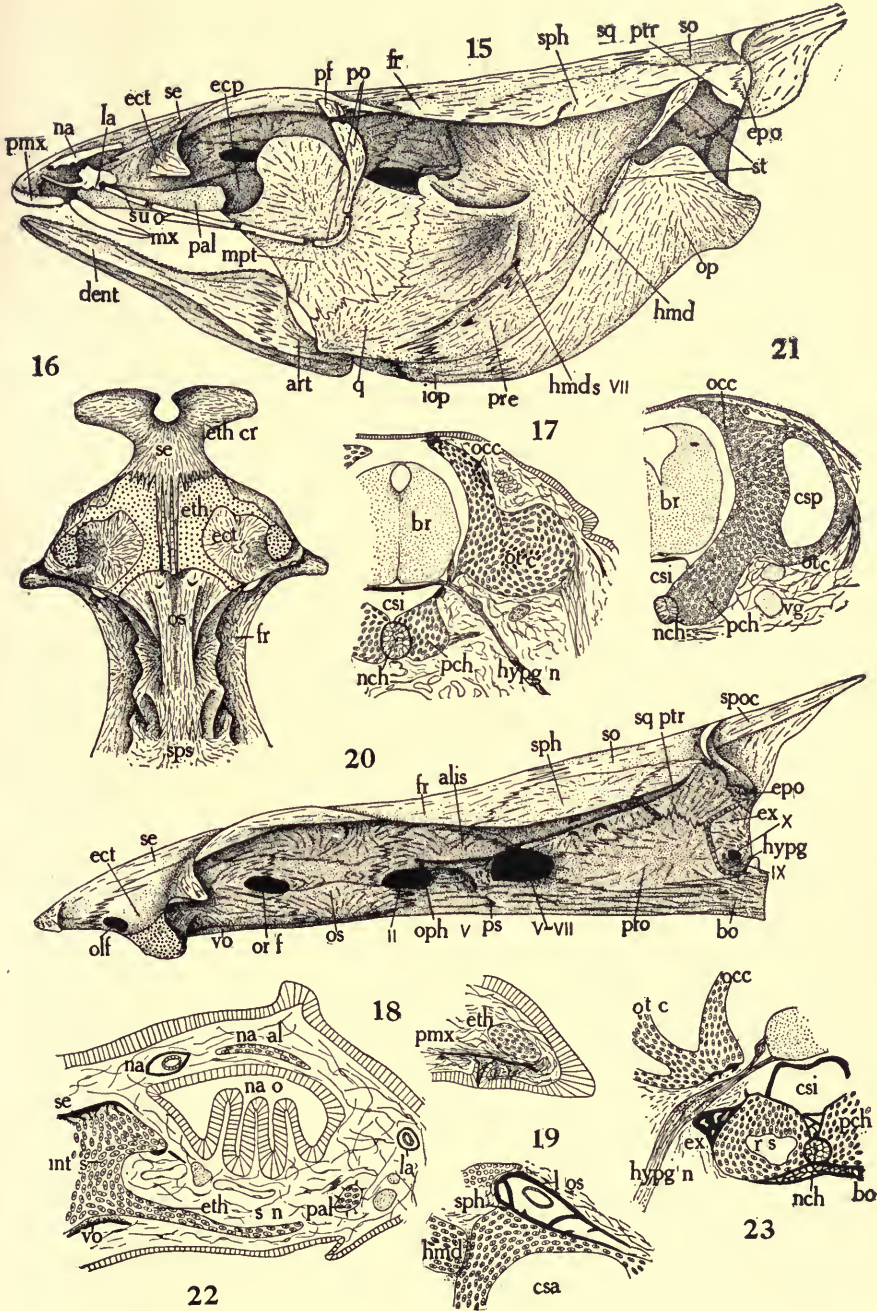 15
sph
sq ptr
so
pf
po
fr
ect
se
ecp
la
na
pmx
epo
st
su o
mx
pal
mpt
op
dent
hmd
art
q
iop
pre
hmds VII
16
21
occ
eth cr
se
17
occ
br
csp
eth
br
ect
ot c
csi
ot c
csi
vg
os
fr
nch
pch
nch
pch
hypg n
sps
spoc
20
sq ptr
so
sph
alis
fr
epo
ex
X
se
hypg
ect
IX
olf
vo
or f
os
II
oph V
ps
V-VII
pro
bo
18
occ
ot c
eth
na al
pmx
na
na o
csi
se
19
pch
int s
la
os
ex
r s
eth
s n
pal
sph
hypg n
nch
bo
vo
hmd
23
csa
22